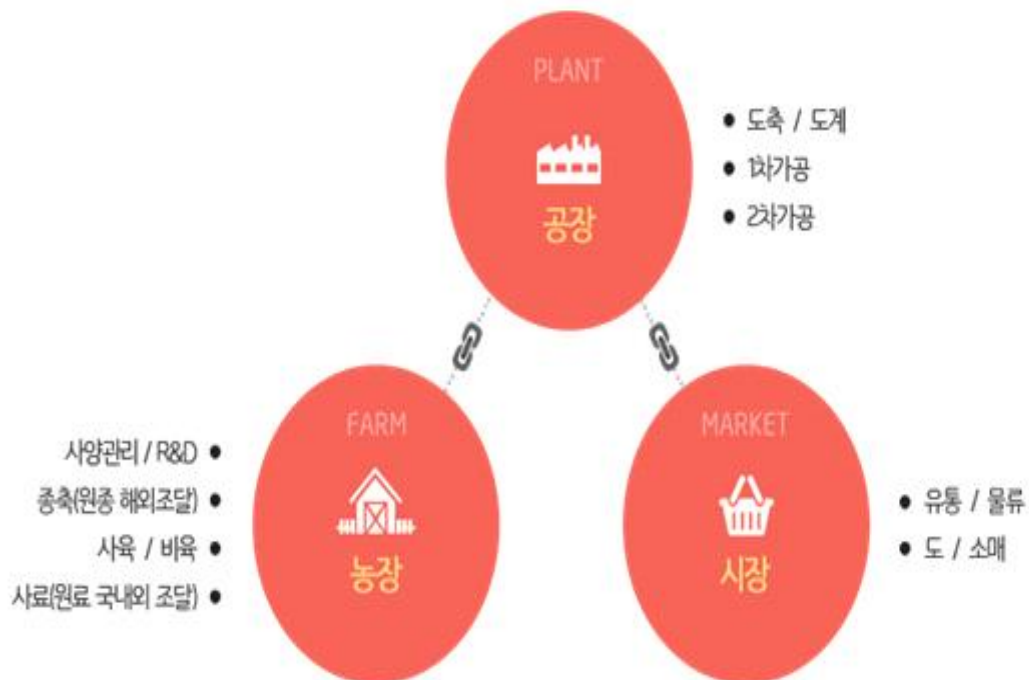 PLANT
공장
● 도축 / 도계
● 1차가공
● 2차가공
FARM
농장
사양관리 / R&D ●
종축(원종 해외조달) ●
사육 / 비육 ●
사료(원료 국내외 조달) ●
MARKET
시장
● 유통 / 물류
● 도 / 소매